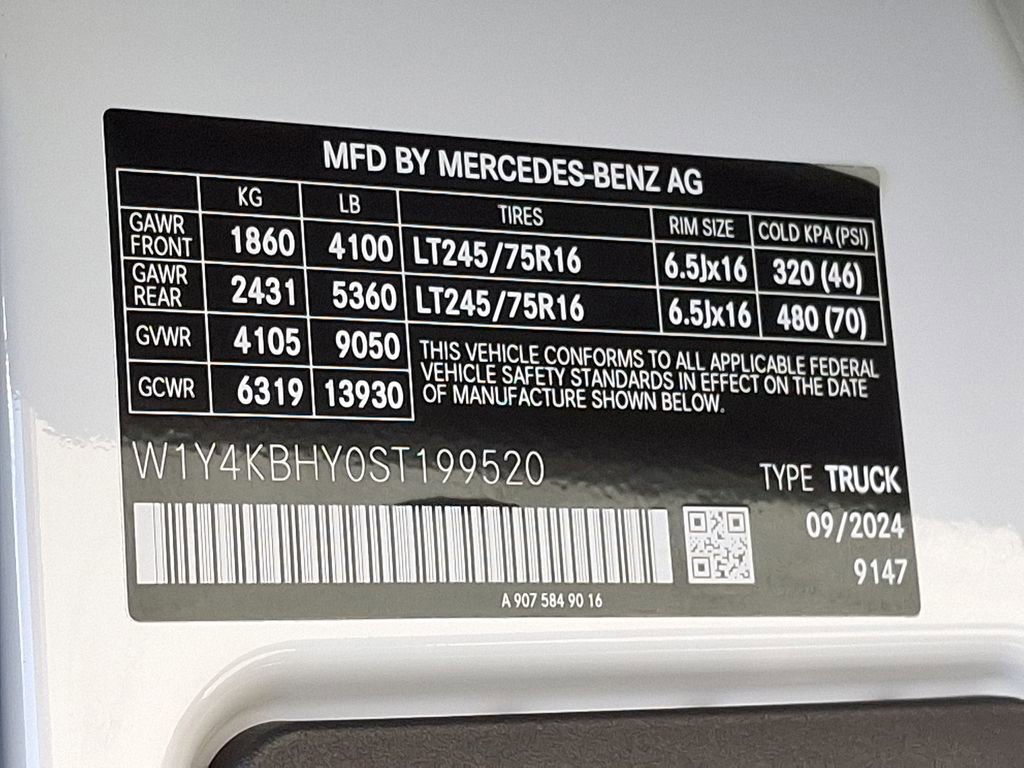 MFD BY MERCEDES-BENZ AG
KG LB TIRES RIM SIZE COLD KPA (PSI)
GAWR FRONT 1860 4100 LT245/75R16 6.5Jx16 320 (46)
GAWR REAR 2431 5360 LT245/75R16 6.5Jx16 480 (70)
GVWR 4105 9050
GCWR 6319 13930
THIS VEHICLE CONFORMS TO ALL APPLICABLE FEDERAL
VEHICLE SAFETY STANDARDS IN EFFECT ON THE DATE
OF MANUFACTURE SHOWN BELOW.
W1Y4KBHY0ST199520
TYPE TRUCK
09/2024
9147
A 907 584 90 16